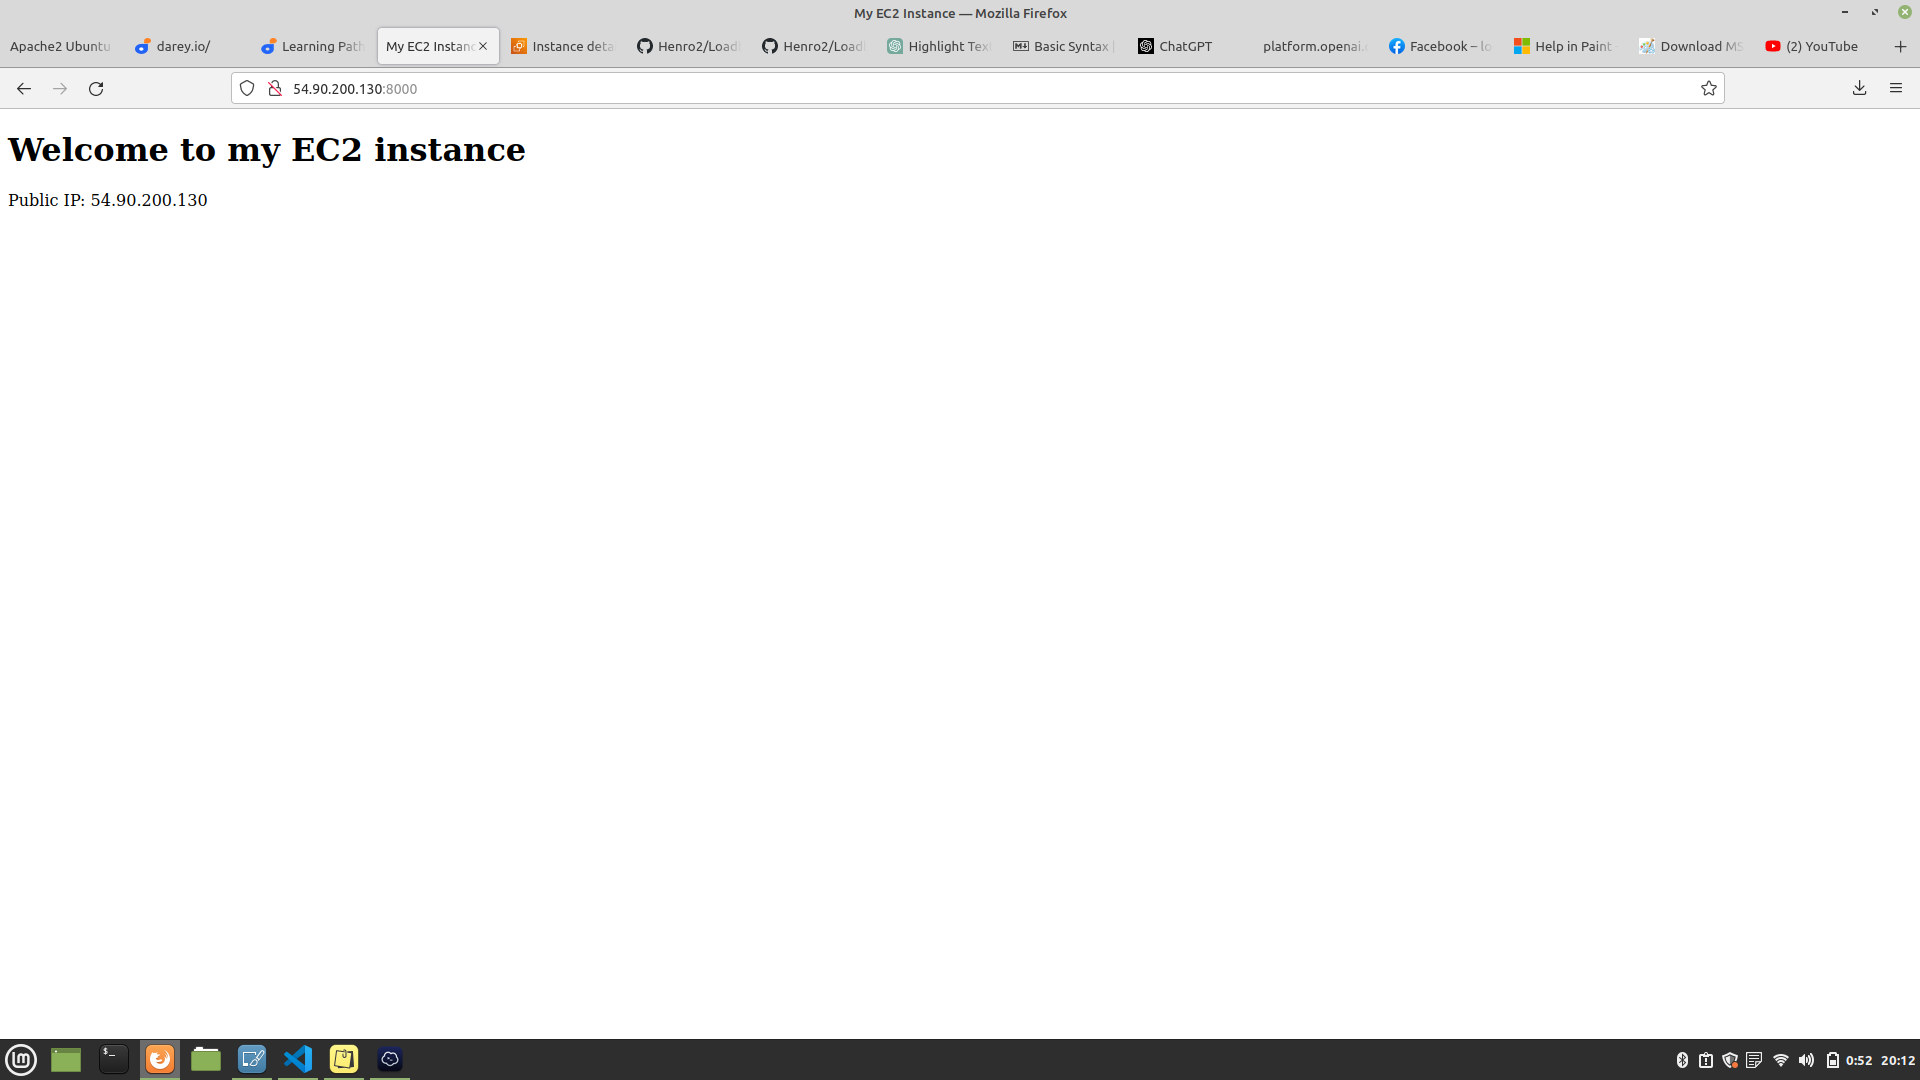 My EC2 Instance — Mozilla Firefox
Apache2 Ubuntu
darey.io/
Learning Path
My EC2 Instanc
Instance deta
Henro2/Load
Henro2/Load
Highlight Tex
Basic Syntax |
ChatGPT
platform.openai.
Facebook – lo
Help in Paint
Download MS
(2) YouTube
54.90.200.130:8000
Welcome to my EC2 instance
Public IP: 54.90.200.130
0:52 20:12